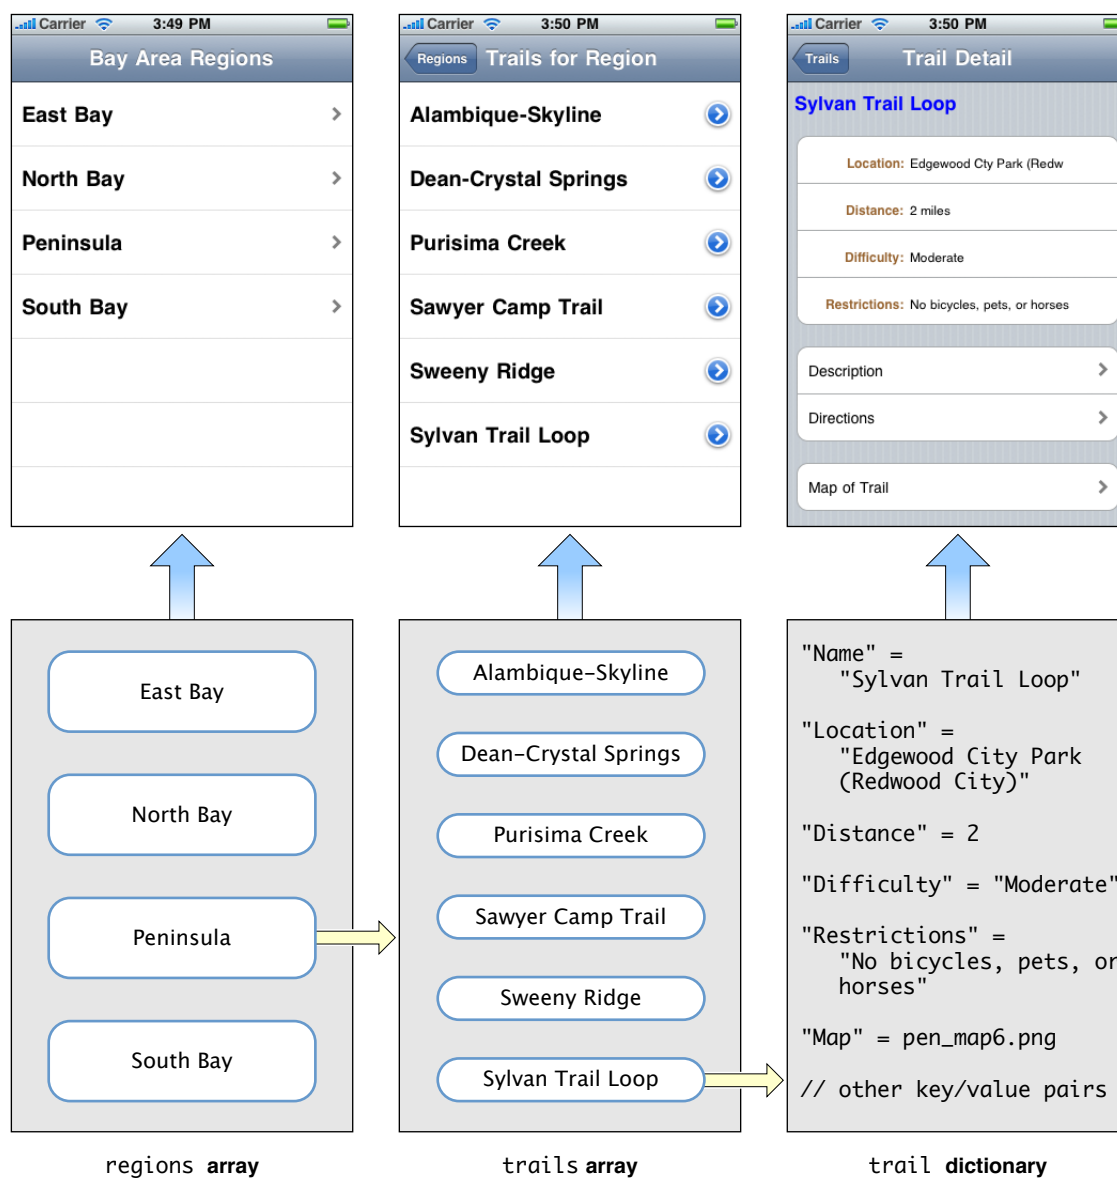 Carrier 3:49 PM
Bay Area Regions
East Bay
North Bay
Peninsula
South Bay
Carrier 3:50 PM
Regions Trails for Region
Alambique-Skyline
Dean-Crystal Springs
Purisima Creek
Sawyer Camp Trail
Sweeny Ridge
Sylvan Trail Loop
Carrier 3:50 PM
Trails Trail Detail
Sylvan Trail Loop
Location: Edgewood Cty Park (Redw
Distance: 2 miles
Difficulty: Moderate
Restrictions: No bicycles, pets, or horses
Description
Directions
Map of Trail
East Bay
North Bay
Peninsula
South Bay
regions array
Alambique-Skyline
Dean-Crystal Springs
Purisima Creek
Sawyer Camp Trail
Sweeny Ridge
Sylvan Trail Loop
trails array
"Name" =
"Sylvan Trail Loop"
"Location" =
"Edgewood City Park
(Redwood City)"
"Distance" = 2
"Difficulty" = "Moderate"
"Restrictions" =
"No bicycles, pets, or
horses"
"Map" = pen_map6.png
// other key/value pairs
trail dictionary